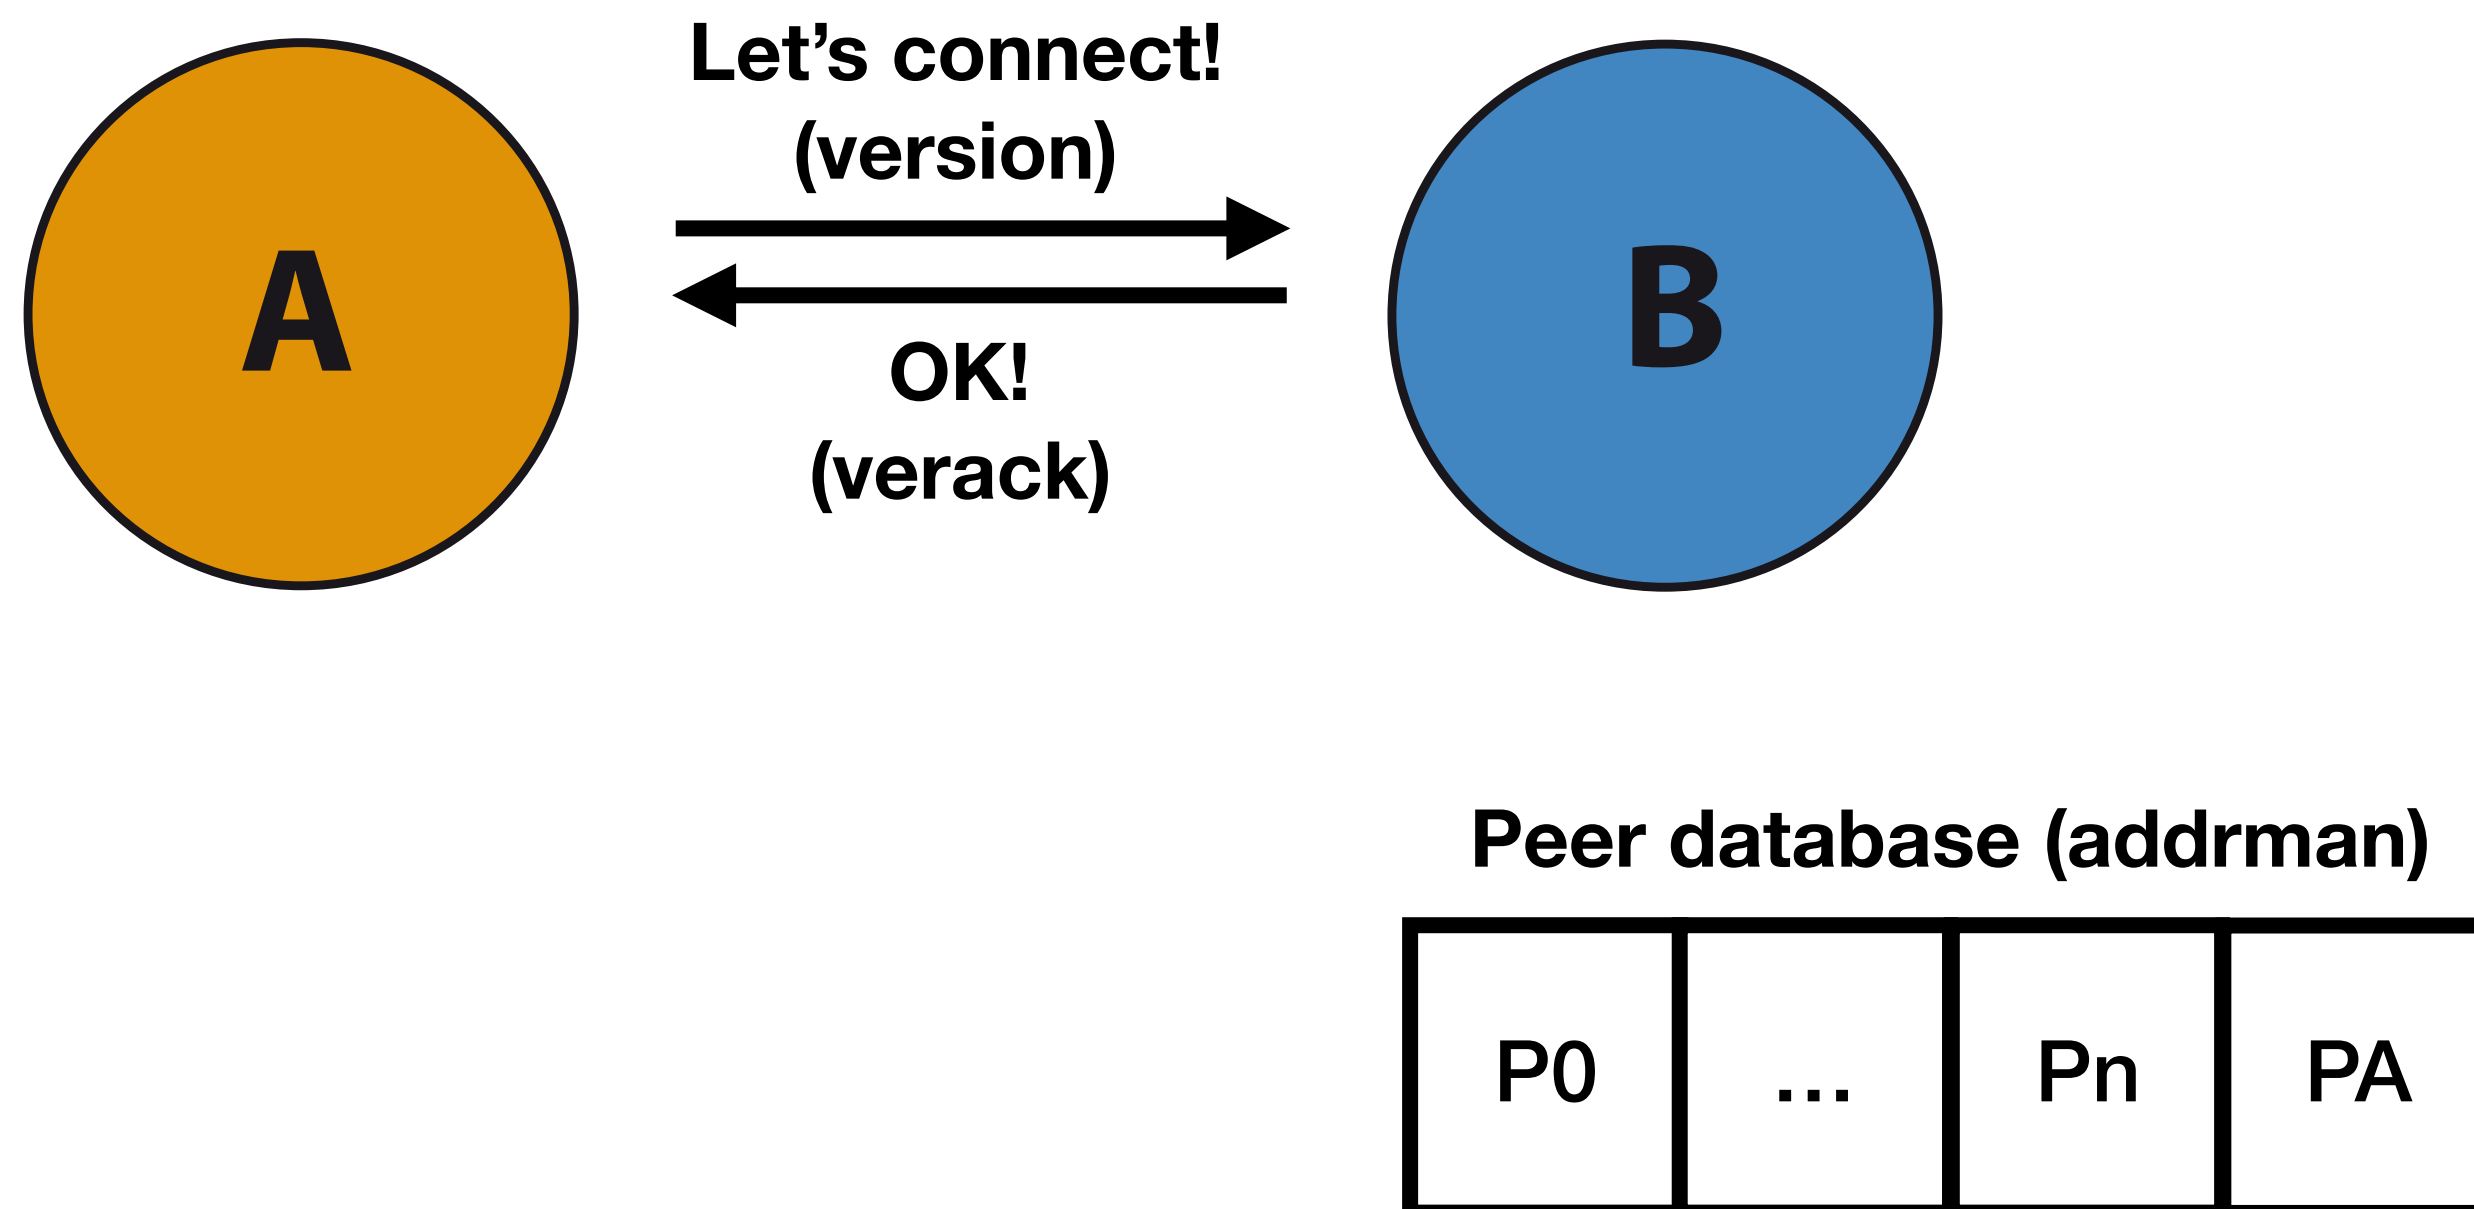 Let’s connect!
(version)
A
B
OK!
(verack)
Peer database (addrman)
P0 ... Pn PA